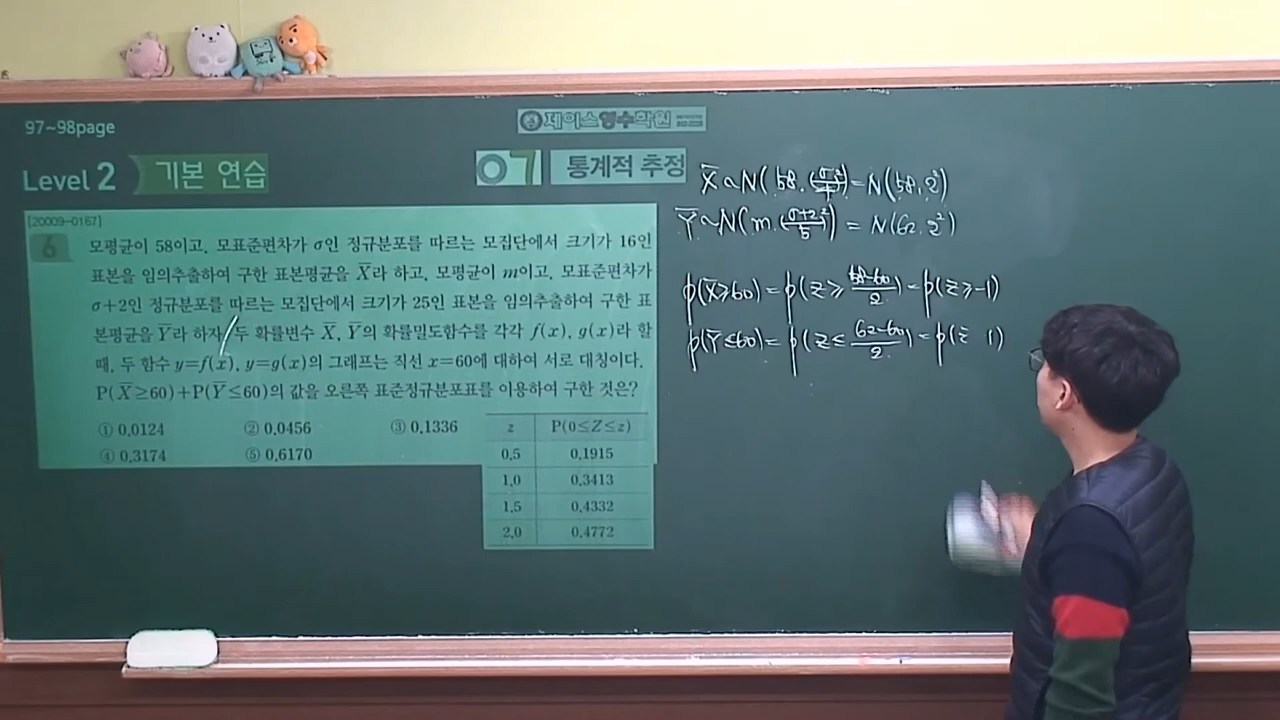 97~98page
제이스영수학원
Level 2 기본 연습
07 통계적 추정
[20009-0167]
6 모평균이 58이고, 모표준편차가 σ인 정규분포를 따르는 모집단에서 크기가 16인
표본을 임의추출하여 구한 표본평균을 X̅라 하고, 모평균이 m이고, 모표준편차가
σ+2인 정규분포를 따르는 모집단에서 크기가 25인 표본을 임의추출하여 구한 표
본평균을 Y̅라 하자. 두 확률변수 X̅, Y̅의 확률밀도함수를 각각 f(x), g(x)라 할
때, 두 함수 y=f(x), y=g(x)의 그래프는 직선 x=60에 대하여 서로 대칭이다.
P(X̅≥60)+P(Y̅≤60)의 값을 오른쪽 표준정규분포표를 이용하여 구한 것은?
① 0.0124 ② 0.0456 ③ 0.1336
④ 0.3174 ⑤ 0.6170
z P(0≤Z≤z)
0.5 0.1915
1.0 0.3413
1.5 0.4332
2.0 0.4772
X̅~N(58, (σ/4)²)=N(58, 2²)
Y̅~N(m, (σ+2/5)²) = N(62, 2²)
p(X̅≥60)=p(Z≥ 58-60/2)=p(Z≥-1)
p(Y̅≤60)=p(Z≤ 62-60/2)=p(Z 1)